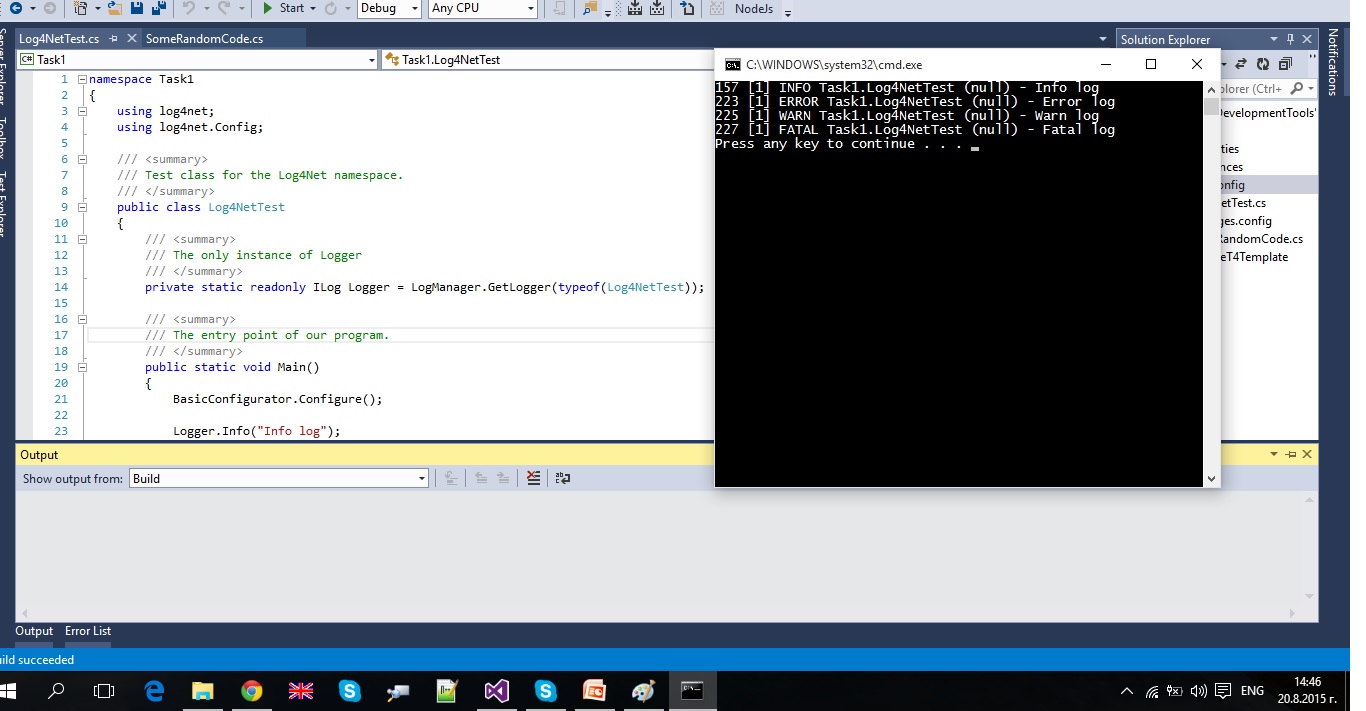 Start
Debug
Any CPU
NodeJs
Log4NetTest.cs
SomeRandomCode.cs
Solution Explorer
Notifications
Server Explorer
Toolbox
Test Explorer
C# Task1
Task1.Log4NetTest
1 namespace Task1
2 {
3 using log4net;
4 using log4net.Config;
5
6 /// <summary>
7 /// Test class for the Log4Net namespace.
8 /// </summary>
9 public class Log4NetTest
10 {
11 /// <summary>
12 /// The only instance of Logger
13 /// </summary>
14 private static readonly ILog Logger = LogManager.GetLogger(typeof(Log4NetTest));
15
16 /// <summary>
17 /// The entry point of our program.
18 /// </summary>
19 public static void Main()
20 {
21 BasicConfigurator.Configure();
22
23 Logger.Info("Info log");
C:\WINDOWS\system32\cmd.exe
157 [1] INFO Task1.Log4NetTest (null) - Info log
223 [1] ERROR Task1.Log4NetTest (null) - Error log
225 [1] WARN Task1.Log4NetTest (null) - Warn log
227 [1] FATAL Task1.Log4NetTest (null) - Fatal log
Press any key to continue . . .
plorer (Ctrl+
DevelopmentTools'
ties
nces
onfig
etTest.cs
ges.config
RandomCode.cs
eT4Template
Output
Show output from: Build
Output Error List
ild succeeded
ENG
14:46
20.8.2015 г.